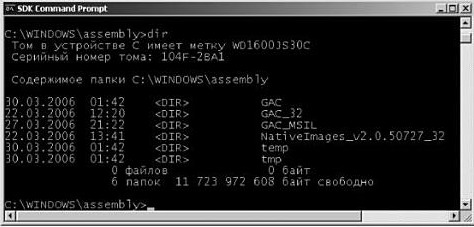 SDK Command Prompt
C:\WINDOWS\assembly>dir
Том в устройстве C имеет метку WD1600JS30C
Серийный номер тома: 104F-2BA1
Содержимое папки C:\WINDOWS\assembly
30.03.2006 01:42 <DIR> GAC
22.03.2006 12:20 <DIR> GAC_32
27.03.2006 21:22 <DIR> GAC_MSIL
22.03.2006 13:41 <DIR> NativeImages_v2.0.50727_32
30.03.2006 01:42 <DIR> temp
30.03.2006 01:42 <DIR> tmp
0 файлов 0 байт
6 папок 11 723 972 608 байт свободно
C:\WINDOWS\assembly>_